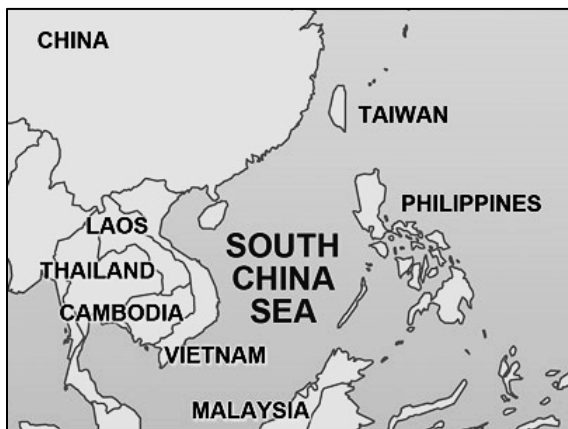 CHINA
TAIWAN
PHILIPPINES
LAOS
SOUTH
CHINA
SEA
THAILAND
CAMBODIA
VIETNAM
MALAYSIA